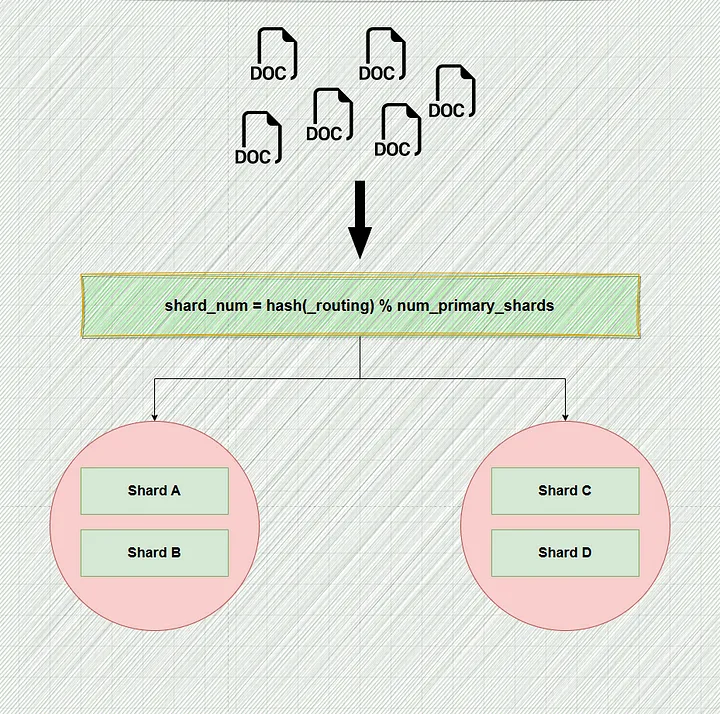 DOC
DOC
DOC
DOC
DOC
DOC
shard_num = hash(_routing) % num_primary_shards
Shard A
Shard B
Shard C
Shard D